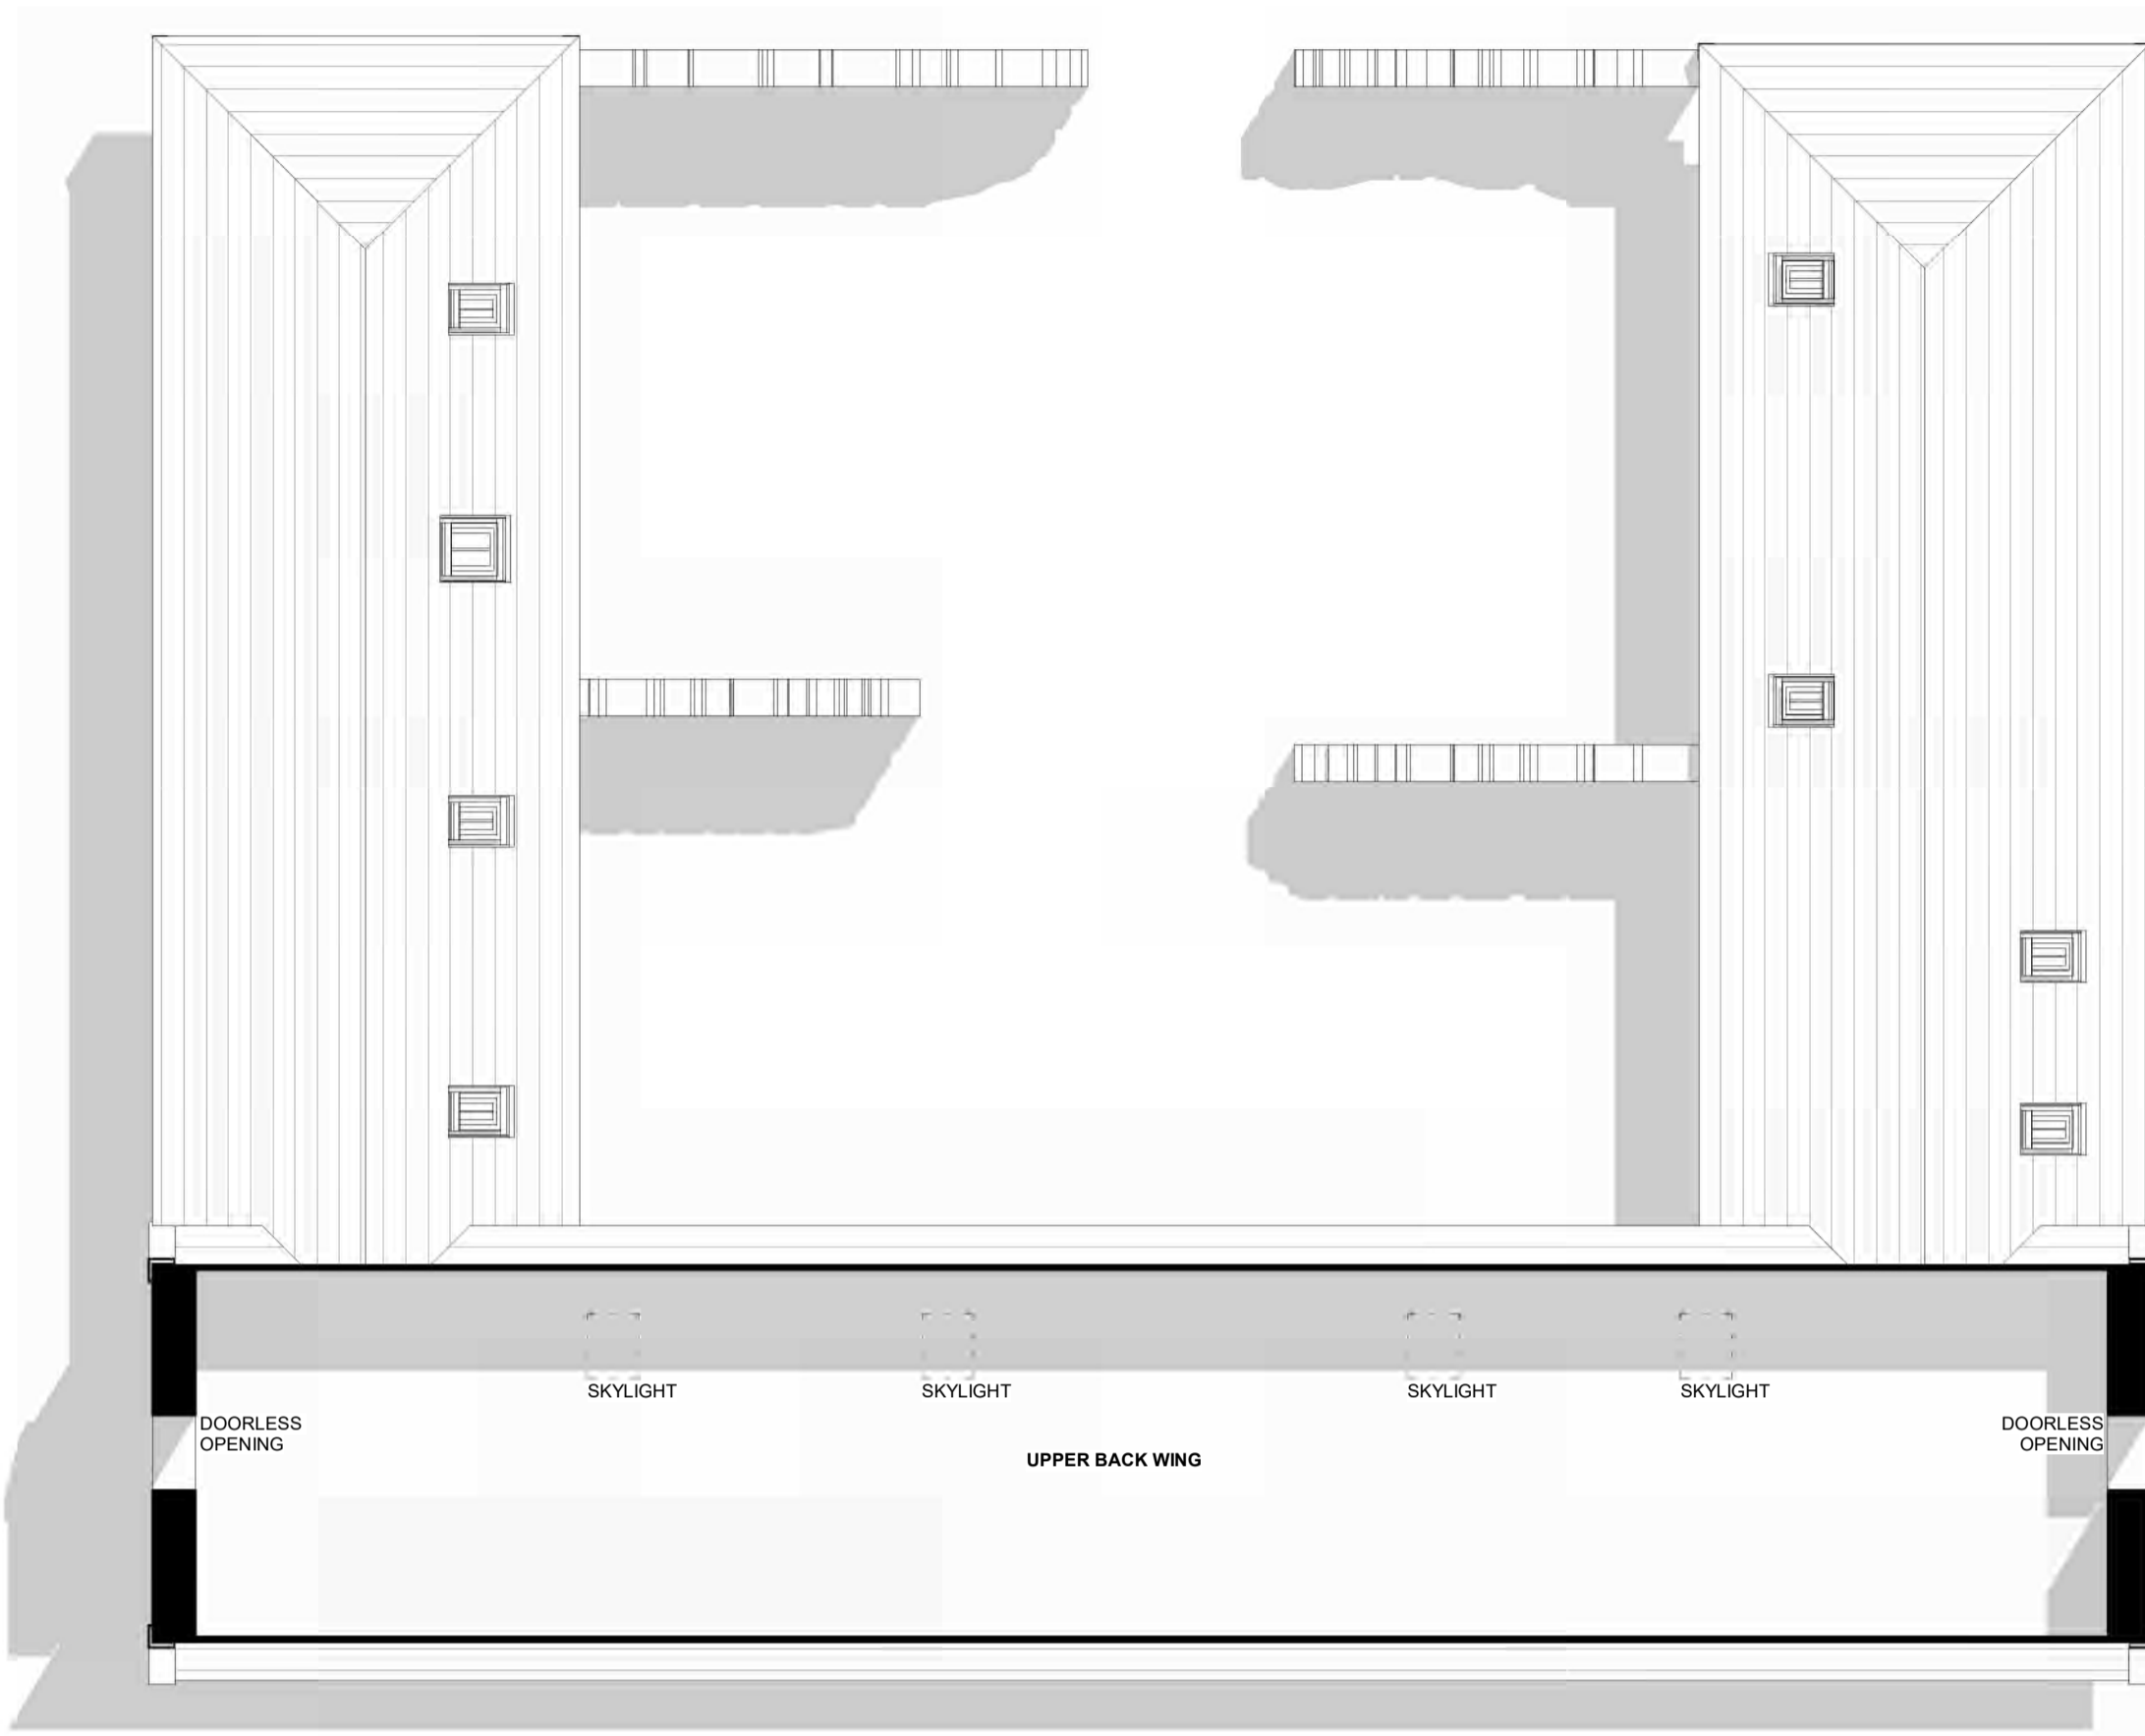 SKYLIGHT
SKYLIGHT
SKYLIGHT
SKYLIGHT
DOORLESS
OPENING
DOORLESS
OPENING
UPPER BACK WING